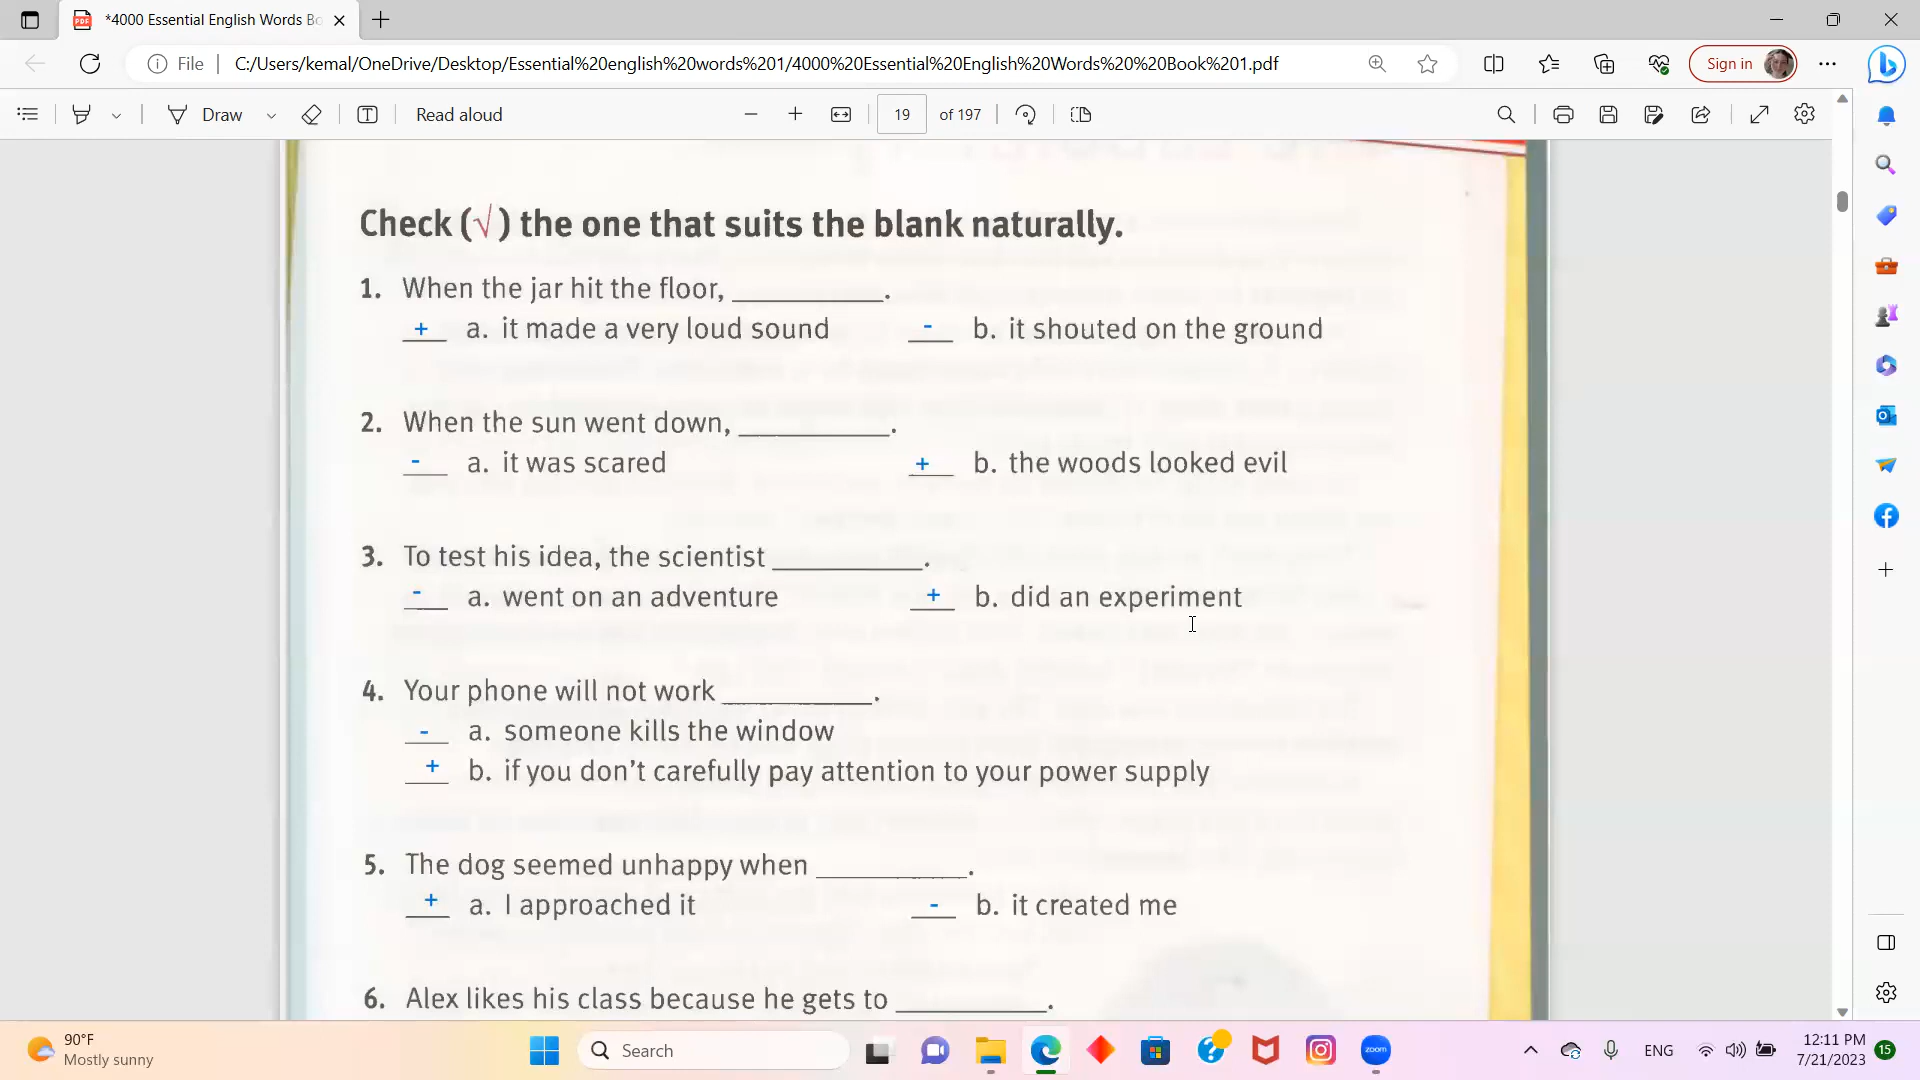 *4000 Essential English Words Bo
File C:/Users/kemal/OneDrive/Desktop/Essential%20english%20words%201/4000%20Essential%20English%20Words%20%20Book%201.pdf Sign in
Draw Read aloud 19 of 197
Check (√) the one that suits the blank naturally.
1. When the jar hit the floor, ___________.
+ a. it made a very loud sound - b. it shouted on the ground
2. When the sun went down, ___________.
- a. it was scared + b. the woods looked evil
3. To test his idea, the scientist ___________.
- a. went on an adventure + b. did an experiment
4. Your phone will not work ___________.
- a. someone kills the window
+ b. if you don't carefully pay attention to your power supply
5. The dog seemed unhappy when ___________.
+ a. I approached it - b. it created me
6. Alex likes his class because he gets to ___________.
90°F
Mostly sunny
Search
zoom
ENG
12:11 PM
7/21/2023
15